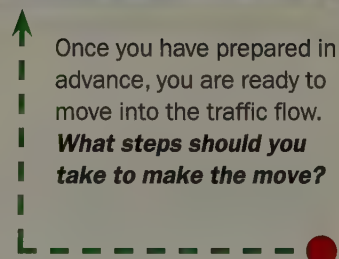 Once you have prepared in
advance, you are ready to
move into the traffic flow.
What steps should you
take to make the move?